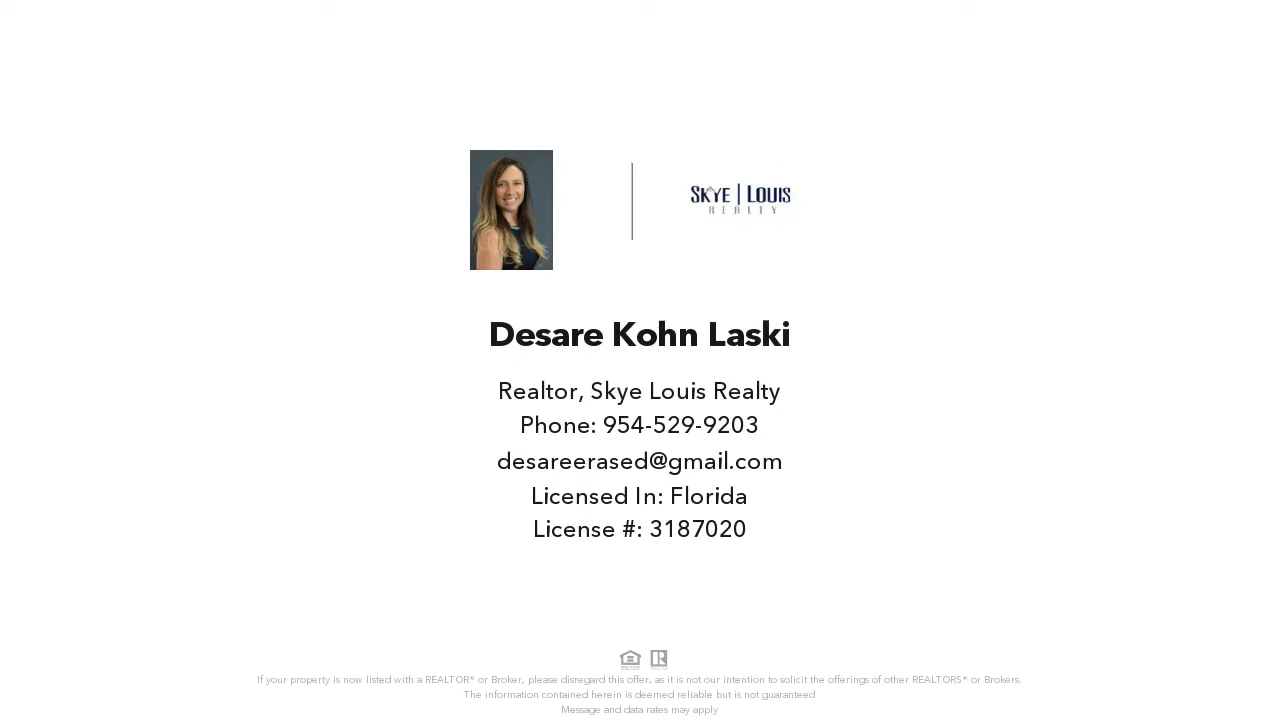 SKYE | LOUIS
REALTY
Desare Kohn Laski
Realtor, Skye Louis Realty
Phone: 954-529-9203
desareerased@gmail.com
Licensed In: Florida
License #: 3187020
If your property is now listed with a REALTOR® or Broker, please disregard this offer, as it is not our intention to solicit the offerings of other REALTORS® or Brokers.
The information contained herein is deemed reliable but is not guaranteed
Message and data rates may apply